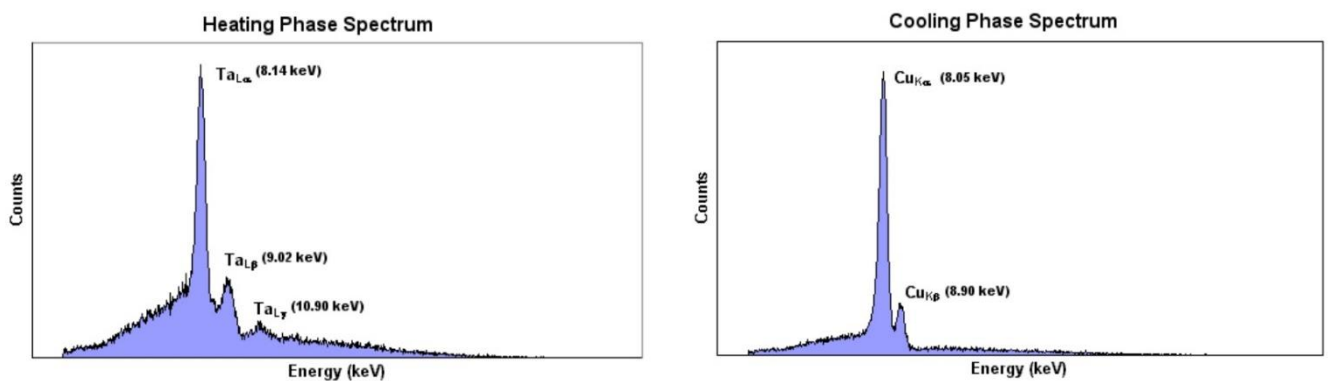 Heating Phase Spectrum
Counts
TaLα (8.14 keV)
TaLβ (9.02 keV)
TaLγ (10.90 keV)
Energy (keV)
Cooling Phase Spectrum
Counts
CuKα (8.05 keV)
CuKβ (8.90 keV)
Energy (keV)